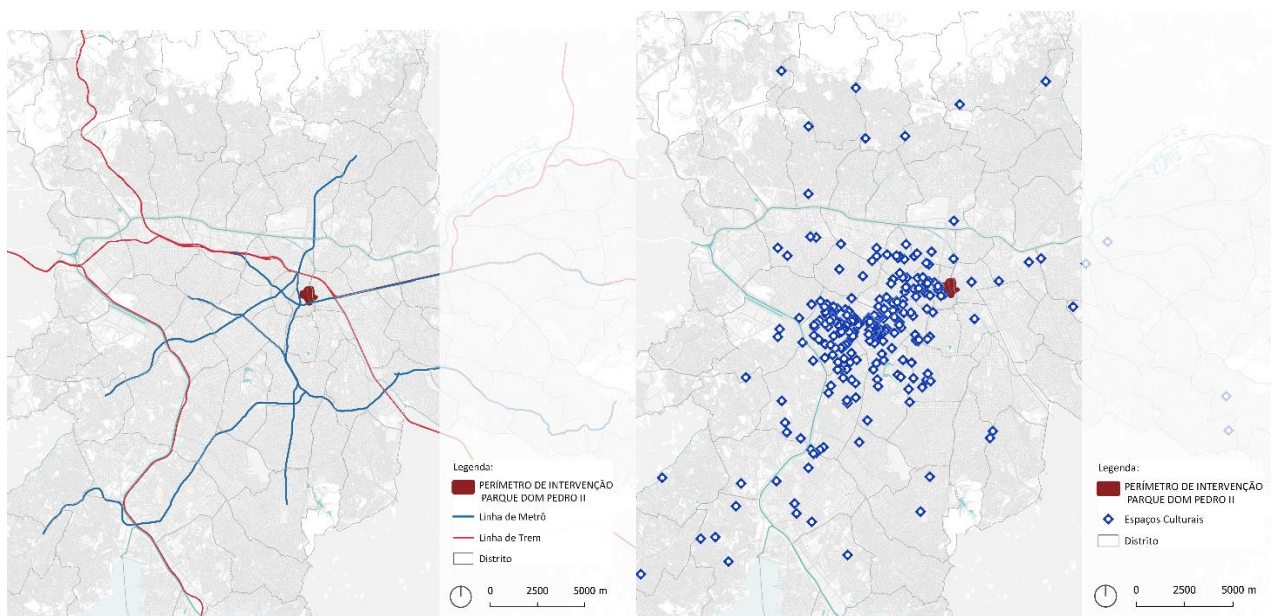 Legenda:
PERÍMETRO DE INTERVENÇÃO
PARQUE DOM PEDRO II
Linha de Metrô
Linha de Trem
Distrito
0 2500 5000 m
Legenda:
PERÍMETRO DE INTERVENÇÃO
PARQUE DOM PEDRO II
Espaços Culturais
Distrito
0 2500 5000 m